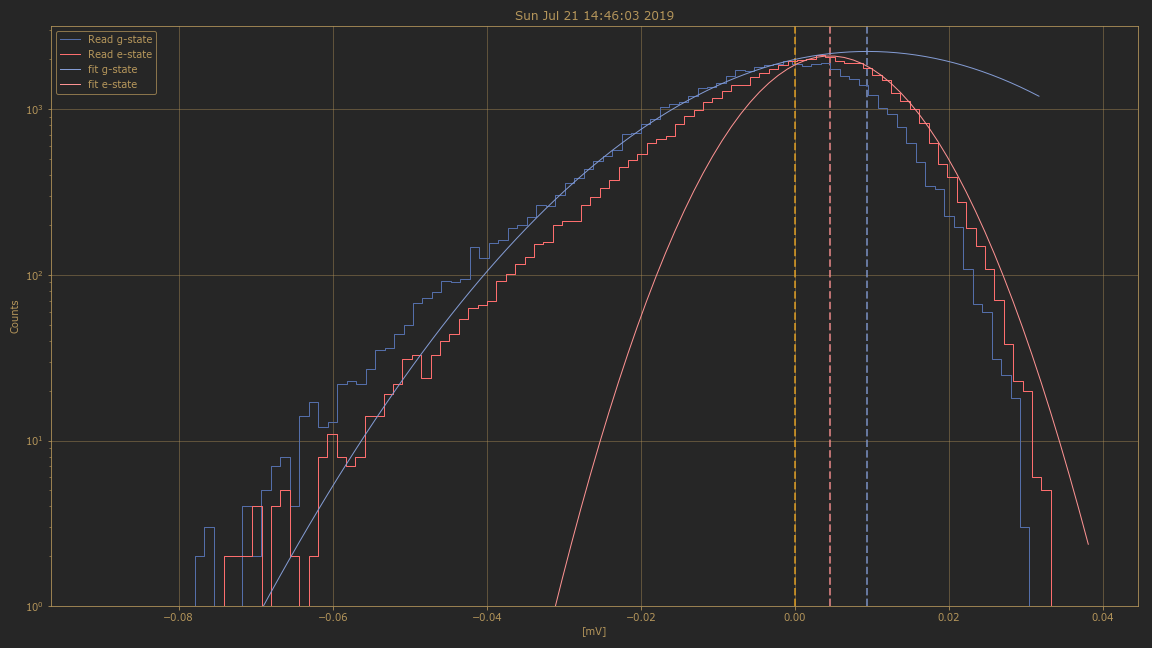 Sun Jul 21 14:46:03 2019
Read g-state
Read e-state
fit g-state
fit e-state
Counts
10³
10²
10¹
10⁰
−0.08 −0.06 −0.04 −0.02 0.00 0.02 0.04
[mV]